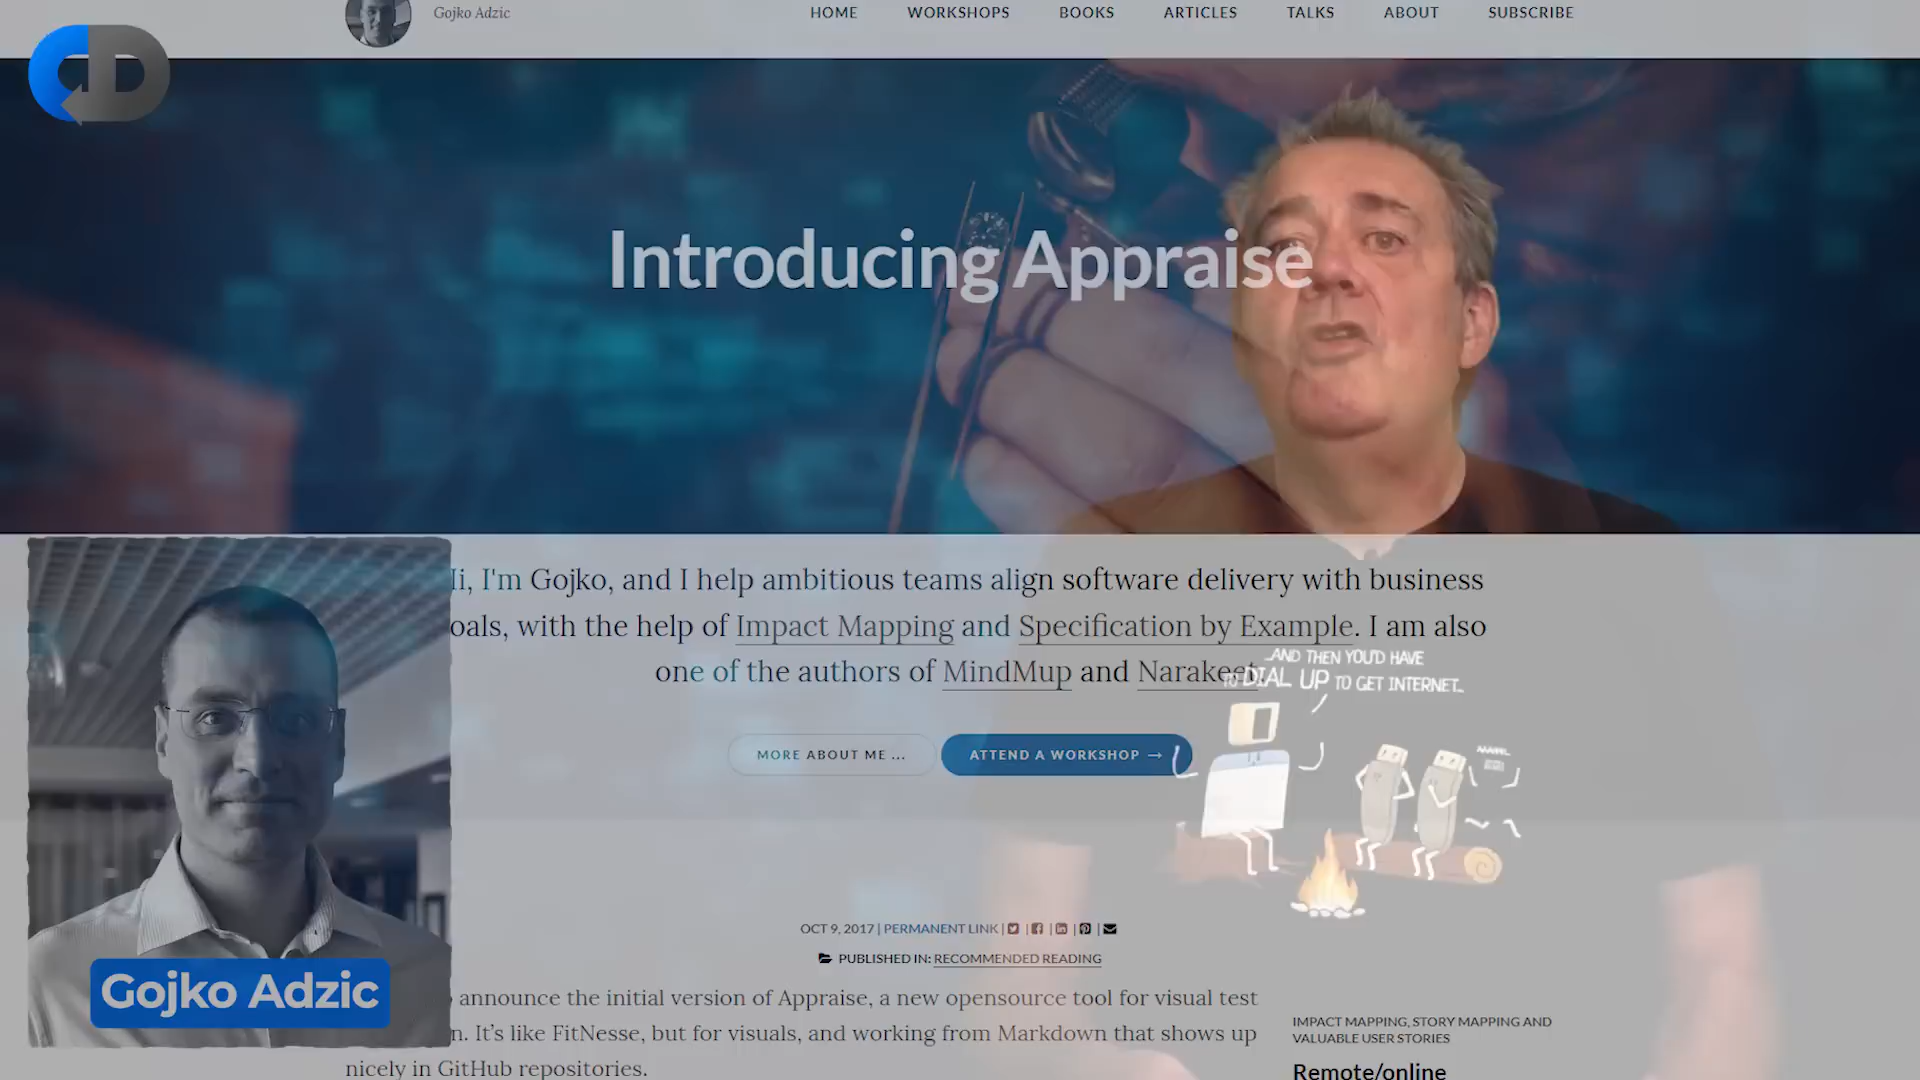 Gojko Adzic
HOME
WORKSHOPS
BOOKS
ARTICLES
TALKS
ABOUT
SUBSCRIBE
CD
Introducing Appraise
Hi, I'm Gojko, and I help ambitious teams align software delivery with business
oals, with the help of Impact Mapping and Specification by Example. I am also
one of the authors of MindMup and Narakeet.
MORE ABOUT ME ...
ATTEND A WORKSHOP →
...AND THEN YOU'D HAVE
TO DIAL UP TO GET INTERNET...
OCT 9, 2017 | PERMANENT LINK | | | | |
PUBLISHED IN: RECOMMENDED READING
announce the initial version of Appraise, a new opensource tool for visual test
n. It's like FitNesse, but for visuals, and working from Markdown that shows up
nicely in GitHub repositories.
IMPACT MAPPING, STORY MAPPING AND
VALUABLE USER STORIES
Remote/online
Gojko Adzic